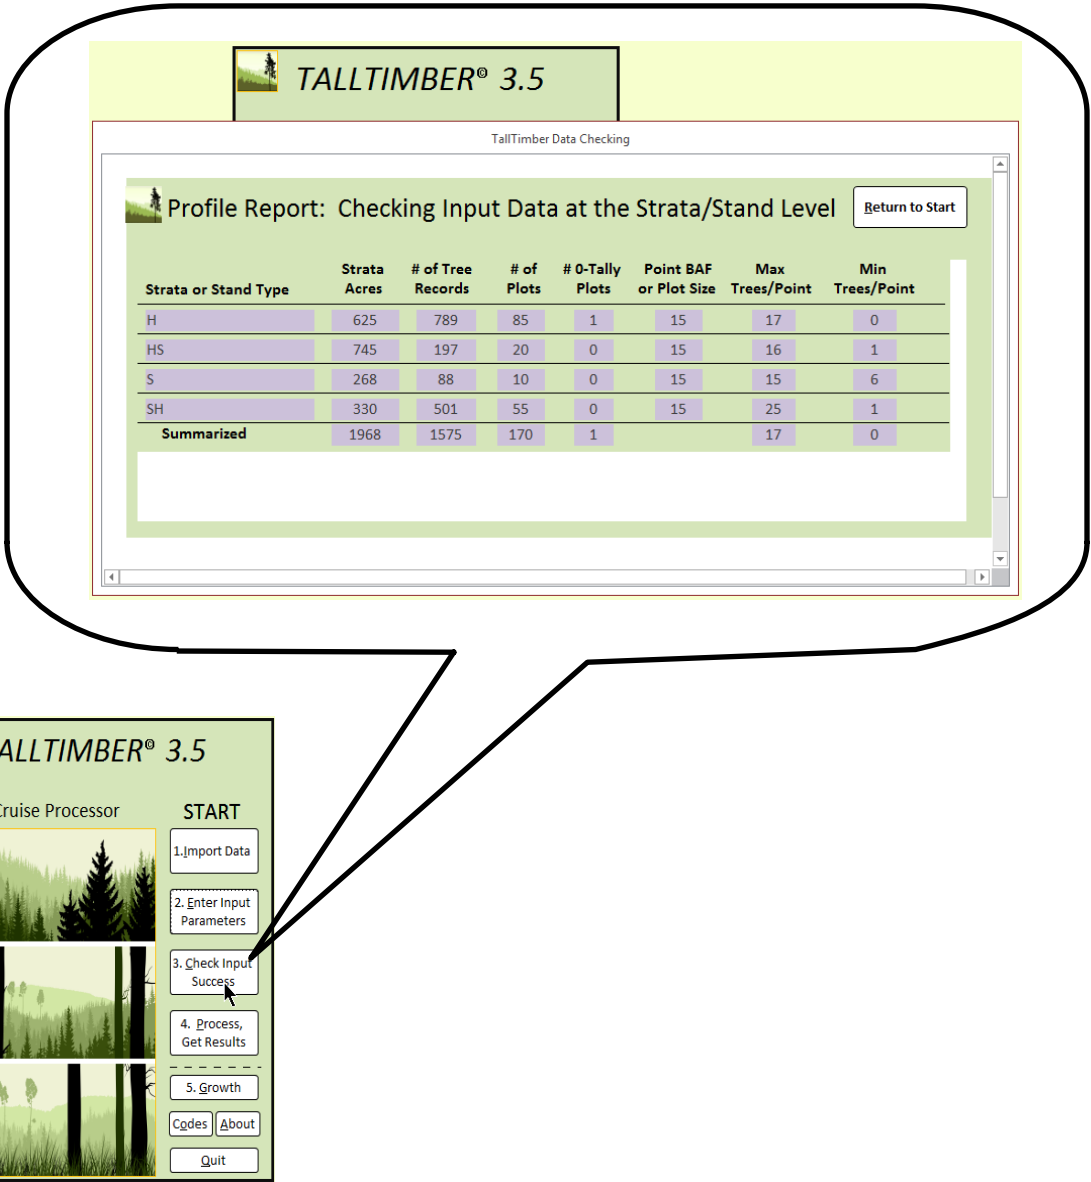 TALLTIMBER© 3.5
TallTimber Data Checking
Profile Report: Checking Input Data at the Strata/Stand Level
Return to Start
Strata or Stand Type Strata Acres # of Tree Records # of Plots # 0-Tally Plots Point BAF or Plot Size Max Trees/Point Min Trees/Point
H 625 789 85 1 15 17 0
HS 745 197 20 0 15 16 1
S 268 88 10 0 15 15 6
SH 330 501 55 0 15 25 1
Summarized 1968 1575 170 1 17 0
ALLTIMBER© 3.5
Cruise Processor
START
1.Import Data
2. Enter Input
Parameters
3. Check Input
Success
4. Process,
Get Results
5. Growth
Codes About
Quit